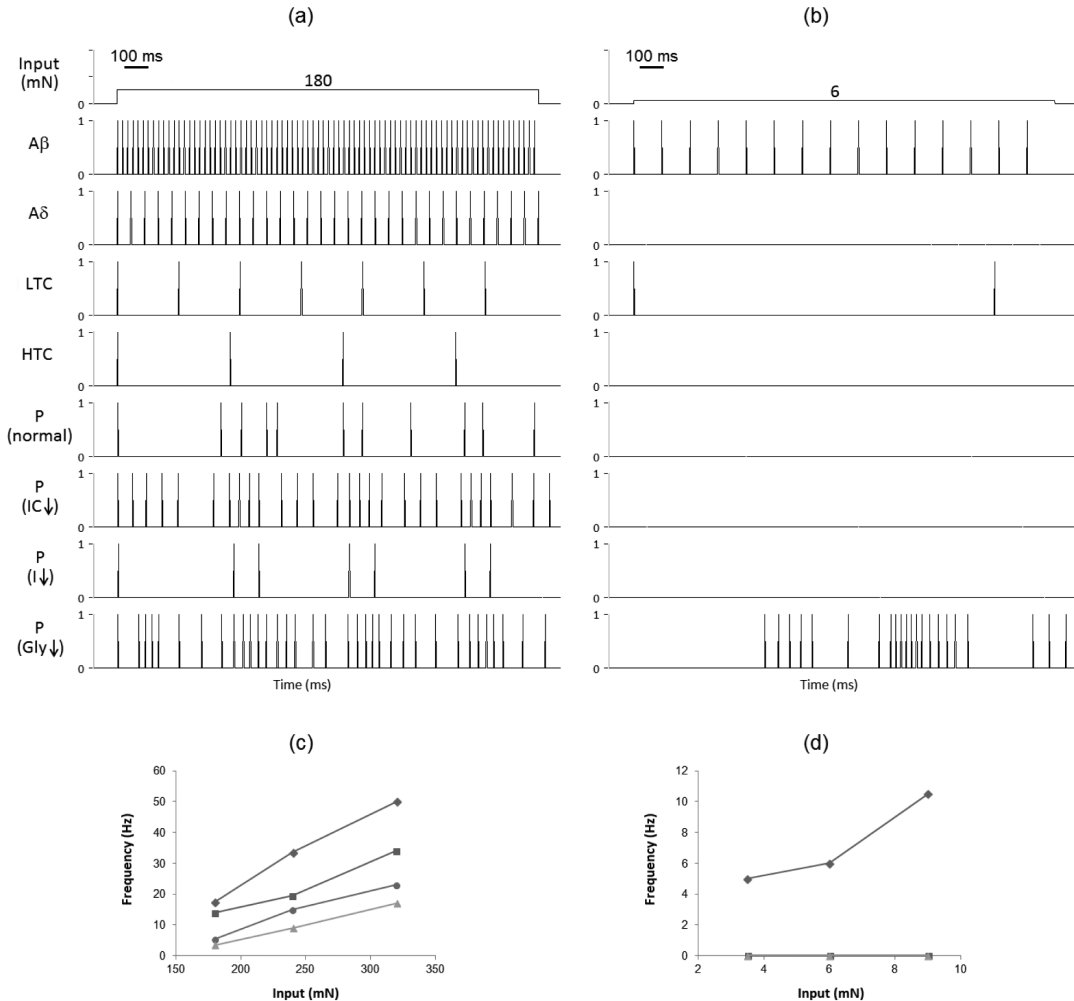 (a)
(b)
Input
(mN)
100 ms
180
100 ms
6
Aβ
1
0
1
0
Aδ
1
0
1
0
LTC
1
0
1
0
HTC
1
0
1
0
P
(normal)
1
0
1
0
P
(IC↓)
1
0
1
0
P
(I↓)
1
0
1
0
P
(Gly↓)
1
0
1
0
Time (ms)
Time (ms)
(c)
Frequency (Hz)
60
50
40
30
20
10
0
150
200
250
300
350
Input (mN)
(d)
Frequency (Hz)
12
10
8
6
4
2
0
2
4
6
8
10
Input (mN)